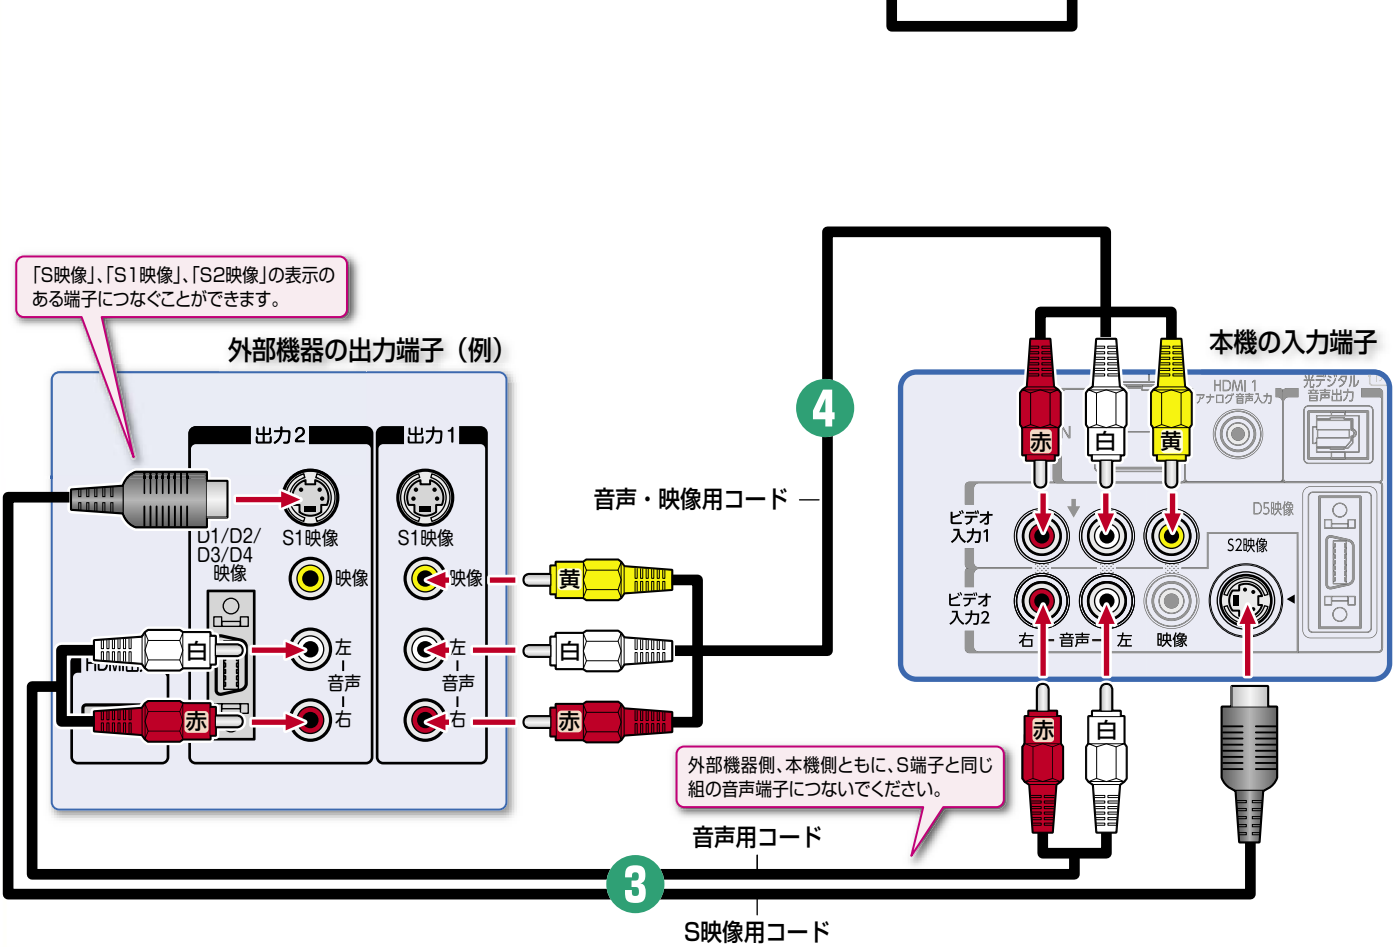 「S映像」、「S1映像」、「S2映像」の表示の
ある端子につなぐことができます。
外部機器の出力端子（例）
出力2
出力1
S1映像
S1映像
D1/D2/
D3/D4
映像
映像
映像
左
音声
右
左
音声
右
白
赤
黄
白
赤
音声・映像用コード
4
本機の入力端子
赤
白
黄
HDMI 1
アナログ音声入力
光デジタル
音声出力
ビデオ
入力1
D5映像
S2映像
ビデオ
入力2
右
音声
左
映像
赤
白
外部機器側、本機側ともに、S端子と同じ
組の音声端子につないでください。
音声用コード
3
S映像用コード